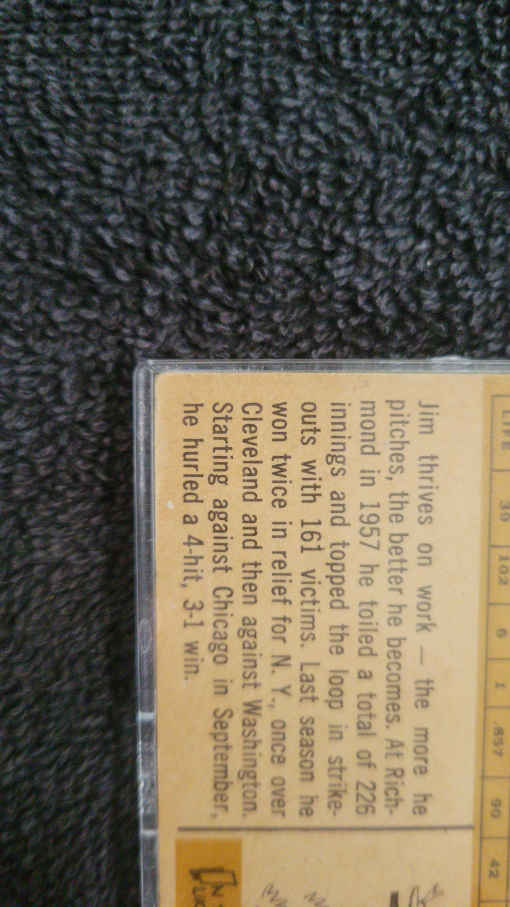 LIFE 39 102 6 1 .857 90 42
Jim thrives on work — the more he
pitches, the better he becomes. At Rich-
mond in 1957 he toiled a total of 226
innings and topped the loop in strike-
outs with 161 victims. Last season he
won twice in relief for N. Y., once over
Cleveland and then against Washington.
Starting against Chicago in September,
he hurled a 4-hit, 3-1 win.